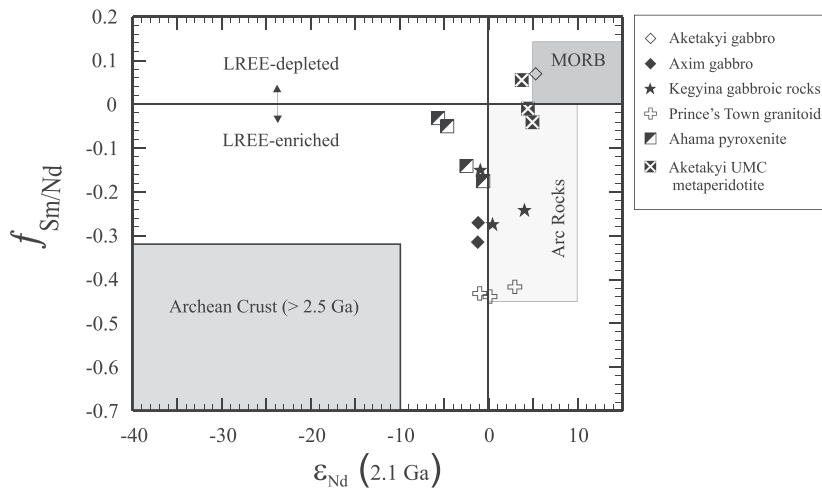 0.2
0.1
0
-0.1
-0.2
-0.3
-0.4
-0.5
-0.6
-0.7
f Sm/Nd
LREE-depleted
LREE-enriched
MORB
Arc Rocks
Archean Crust (> 2.5 Ga)
-40
-30
-20
-10
0
10
εNd (2.1 Ga)
Aketakyi gabbro
Axim gabbro
Kegyina gabbroic rocks
Prince's Town granitoid
Ahama pyroxenite
Aketakyi UMC
metaperidotite